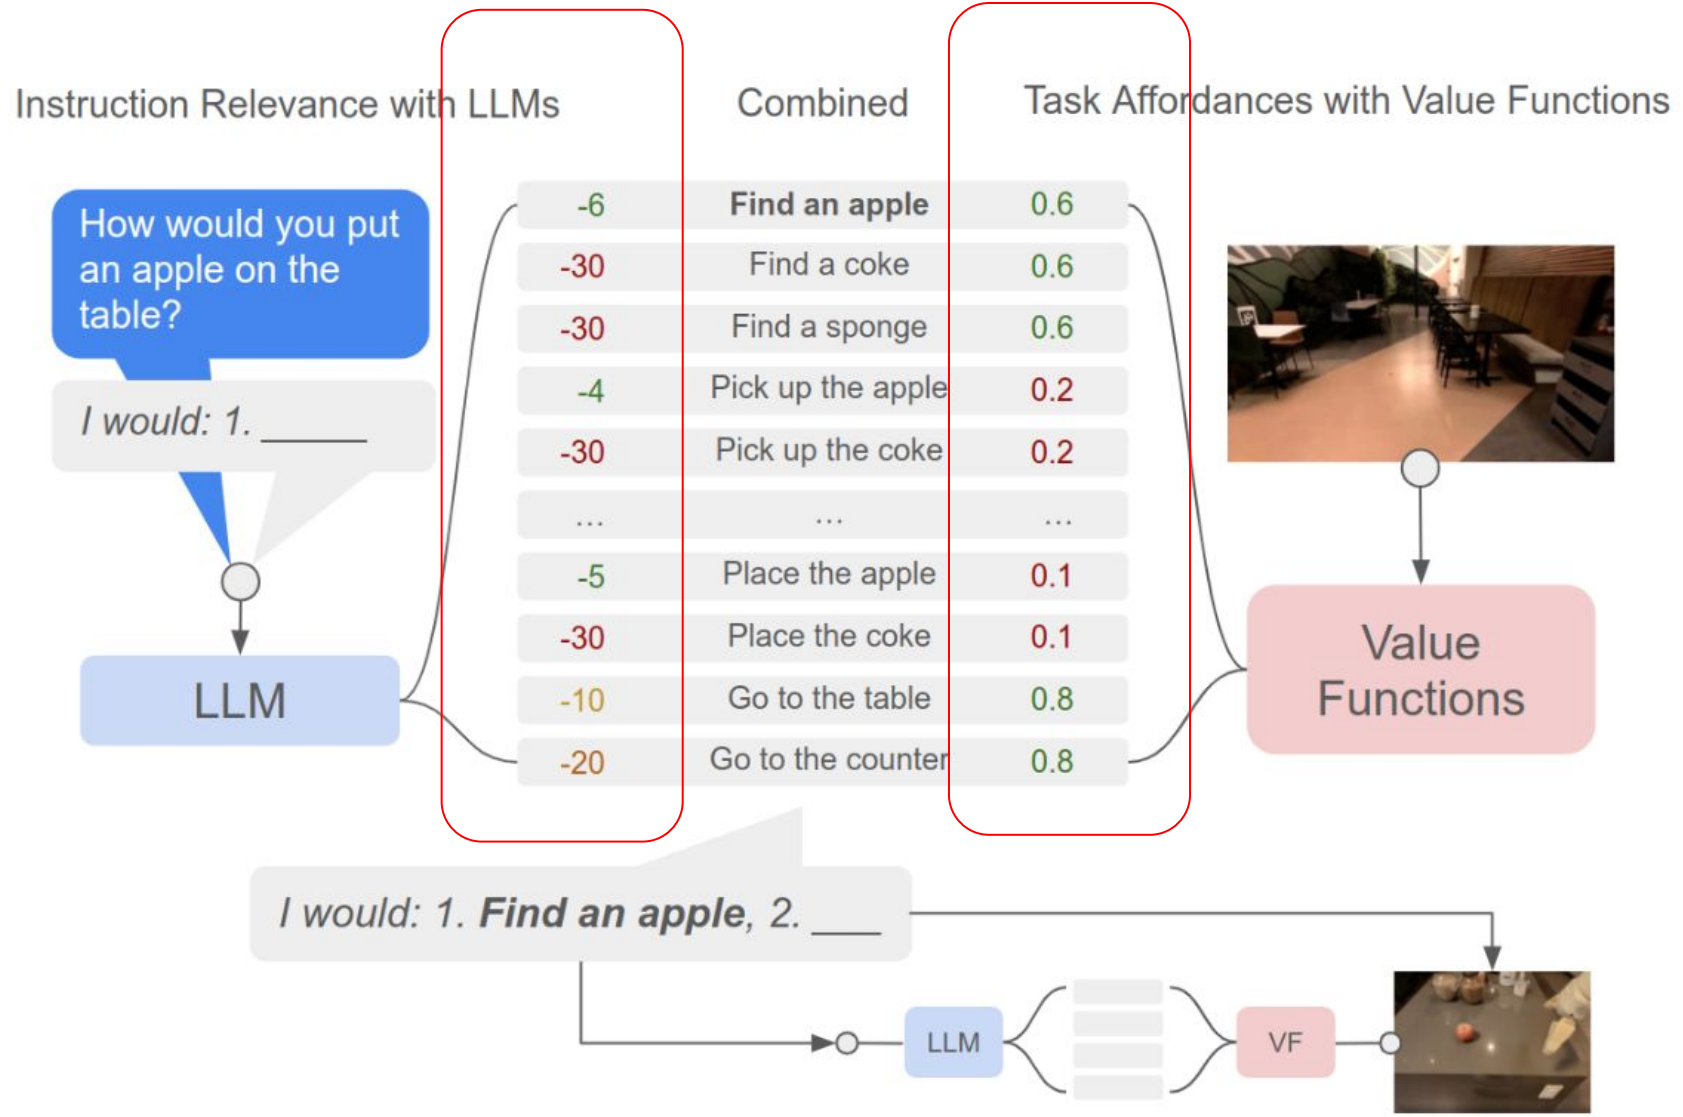 Instruction Relevance with LLMs
Combined
Task Affordances with Value Functions
How would you put
an apple on the
table?
I would: 1. _____
LLM
-6 Find an apple 0.6
-30 Find a coke 0.6
-30 Find a sponge 0.6
-4 Pick up the apple 0.2
-30 Pick up the coke 0.2
... ... ...
-5 Place the apple 0.1
-30 Place the coke 0.1
-10 Go to the table 0.8
-20 Go to the counter 0.8
Value
Functions
I would: 1. Find an apple, 2. ___
LLM
VF